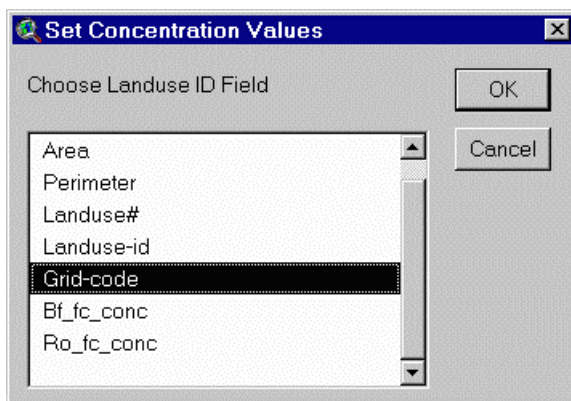 Set Concentration Values
Choose Landuse ID Field
OK
Cancel
Area
Perimeter
Landuse#
Landuse-id
Grid-code
Bf_fc_conc
Ro_fc_conc